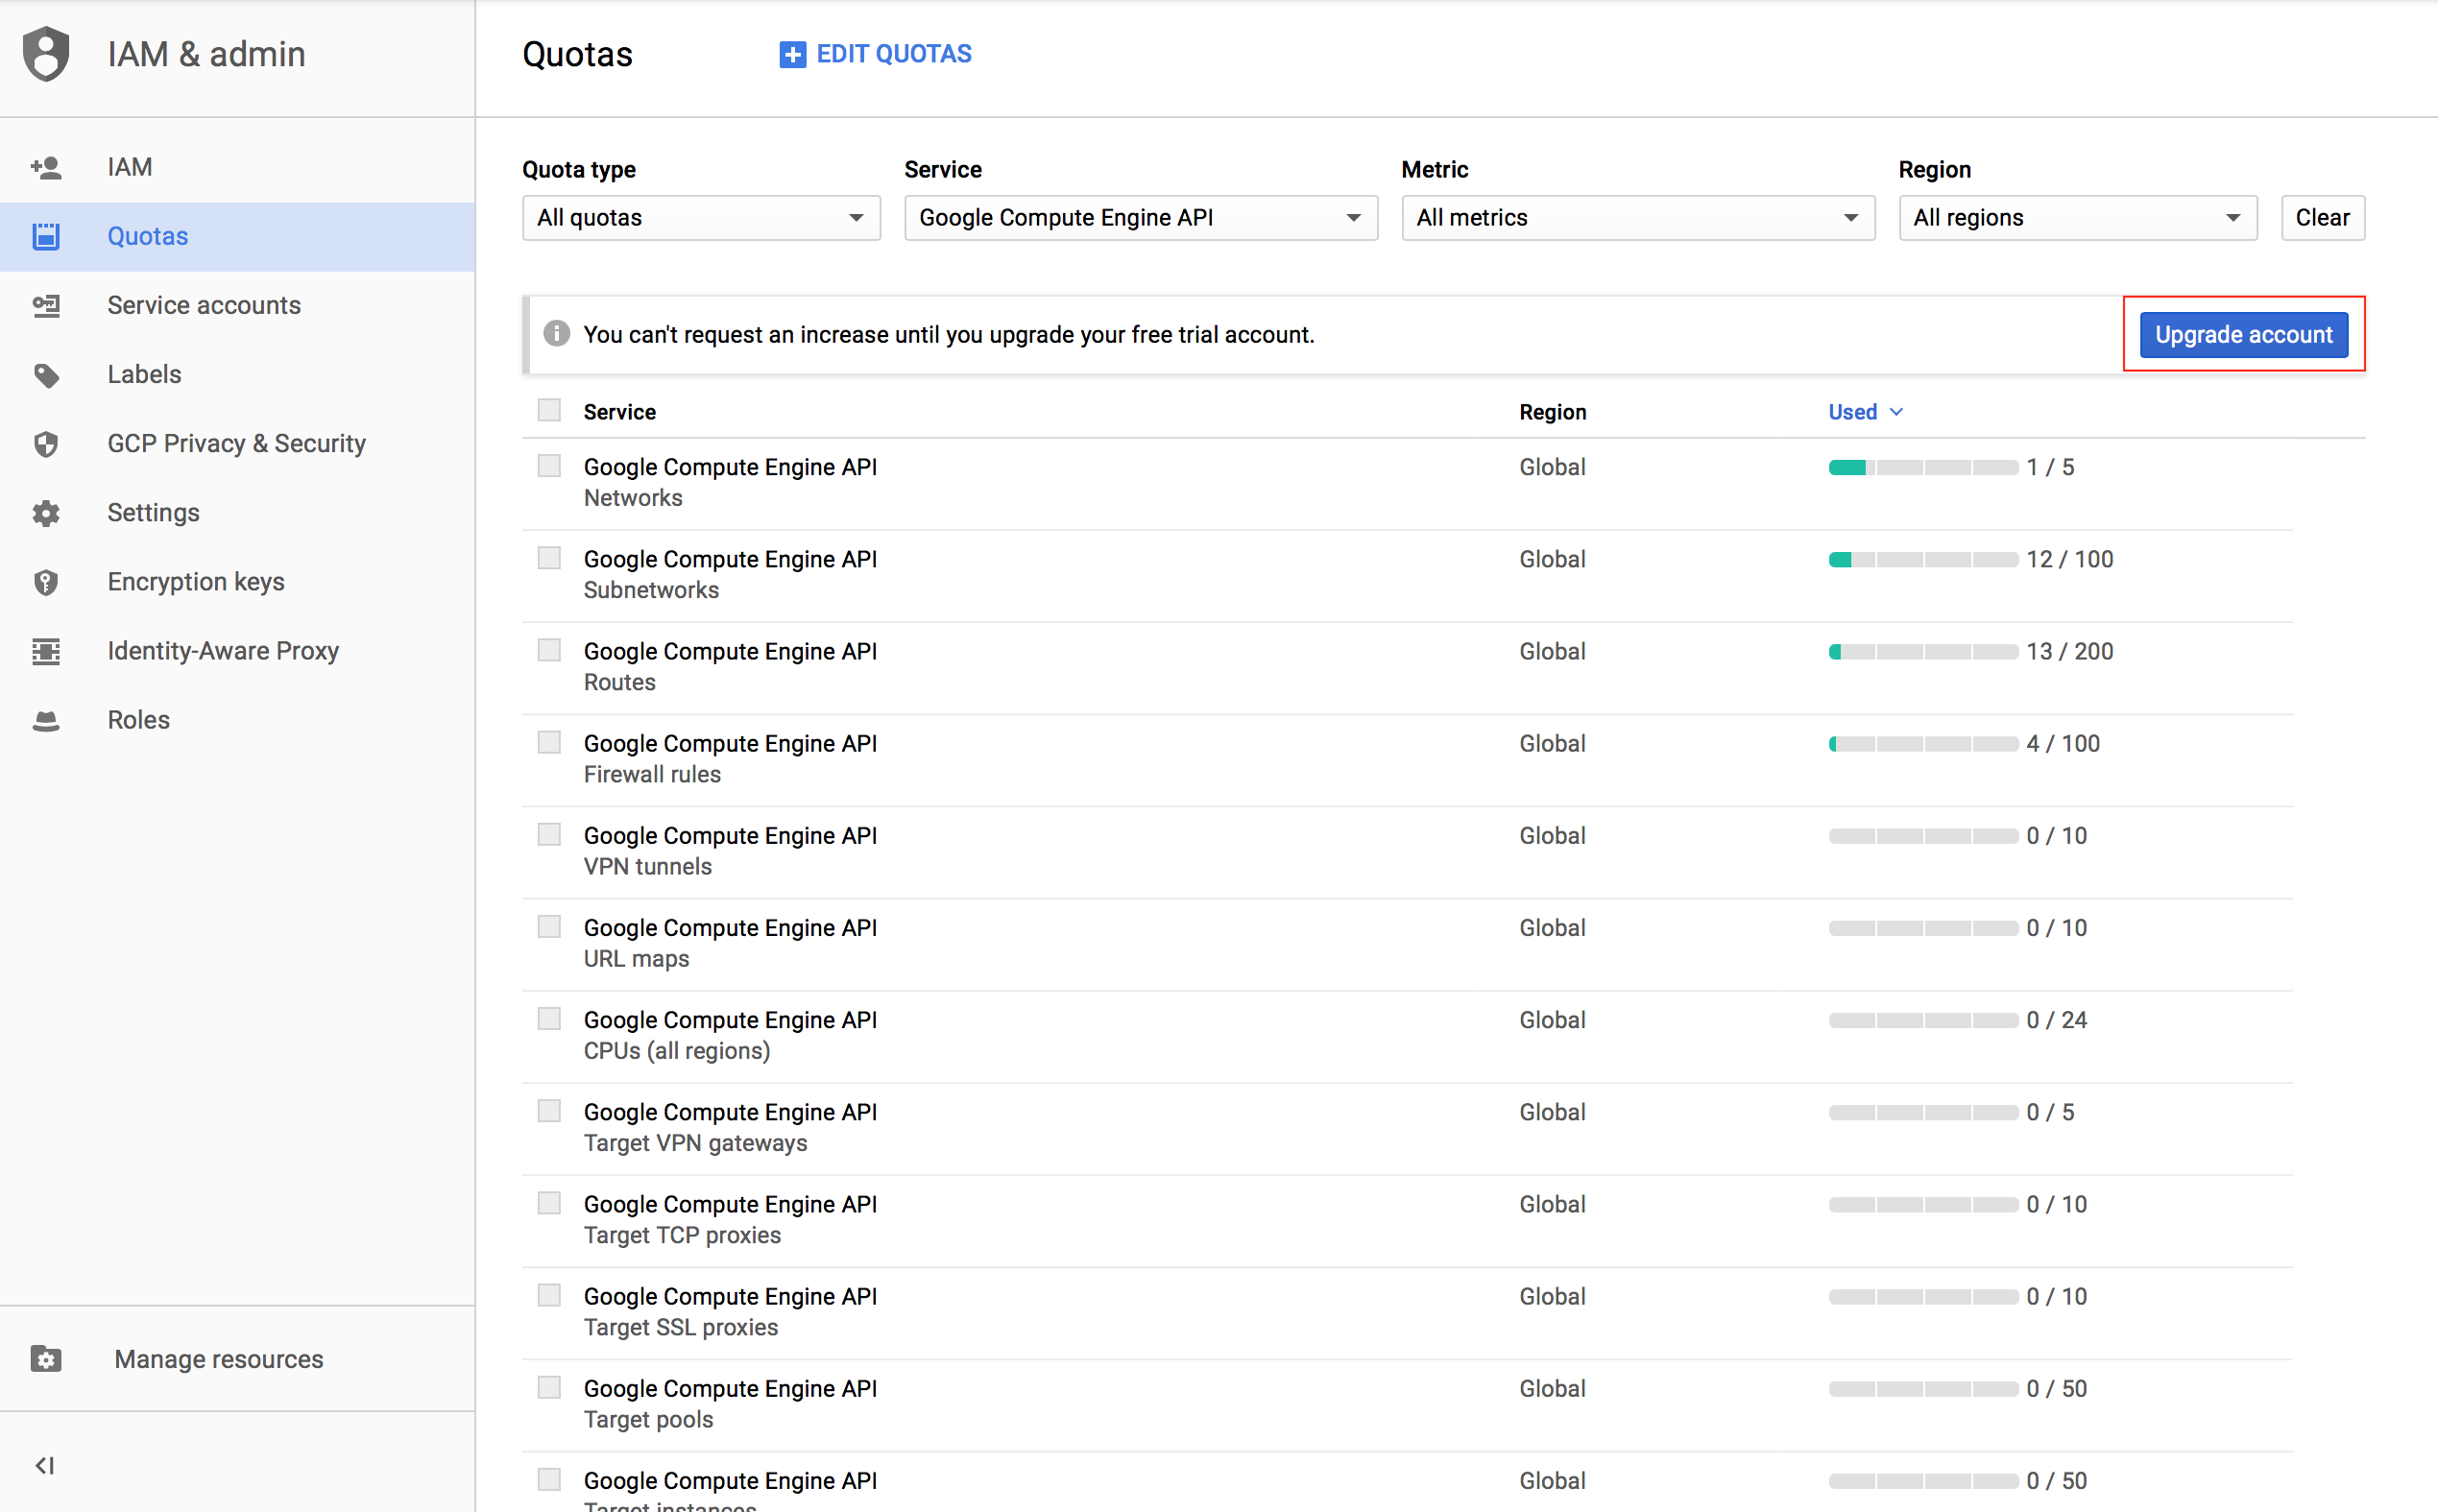 IAM & admin
Quotas
EDIT QUOTAS
IAM
Quotas
Service accounts
Labels
GCP Privacy & Security
Settings
Encryption keys
Identity-Aware Proxy
Roles
Manage resources
Quota type Service Metric Region
All quotas Google Compute Engine API All metrics All regions Clear
You can't request an increase until you upgrade your free trial account. Upgrade account
Service Region Used
Google Compute Engine API Global 1 / 5
Networks
Google Compute Engine API Global 12 / 100
Subnetworks
Google Compute Engine API Global 13 / 200
Routes
Google Compute Engine API Global 4 / 100
Firewall rules
Google Compute Engine API Global 0 / 10
VPN tunnels
Google Compute Engine API Global 0 / 10
URL maps
Google Compute Engine API Global 0 / 24
CPUs (all regions)
Google Compute Engine API Global 0 / 5
Target VPN gateways
Google Compute Engine API Global 0 / 10
Target TCP proxies
Google Compute Engine API Global 0 / 10
Target SSL proxies
Google Compute Engine API Global 0 / 50
Target pools
Google Compute Engine API Global 0 / 50
Target instances